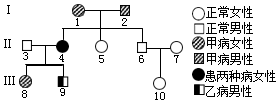 I 1 2 正常女性
正常男性
II 3 4 5 6 7 甲病女性
甲病男性
患两种病女性
III 8 9 10 乙病男性